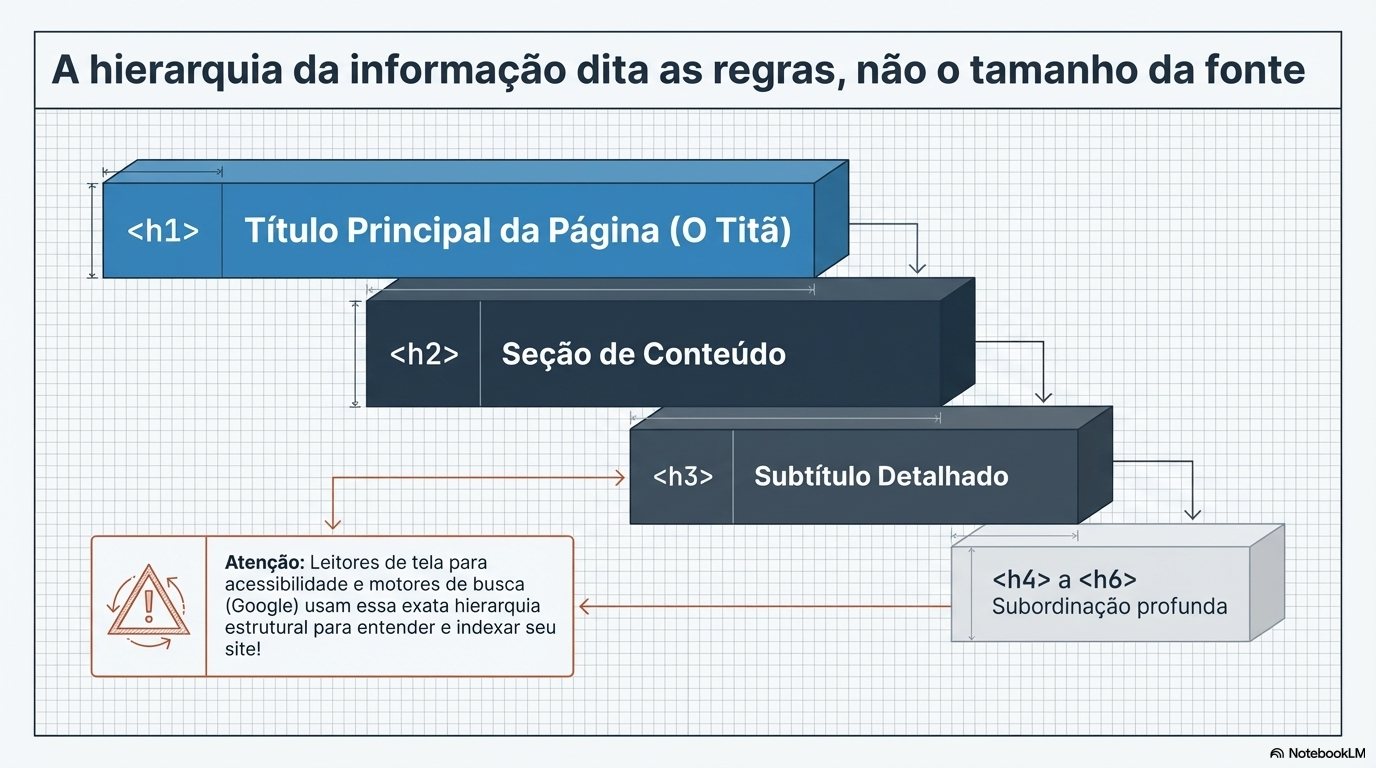 A hierarquia da informação dita as regras, não o tamanho da fonte
<h1> Título Principal da Página (O Titã)
<h2> Seção de Conteúdo
<h3> Subtítulo Detalhado
<h4> a <h6>
Subordinação profunda
Atenção: Leitores de tela para
acessibilidade e motores de busca
(Google) usam essa exata hierarquia
estrutural para entender e indexar seu
site!
NotebookLM